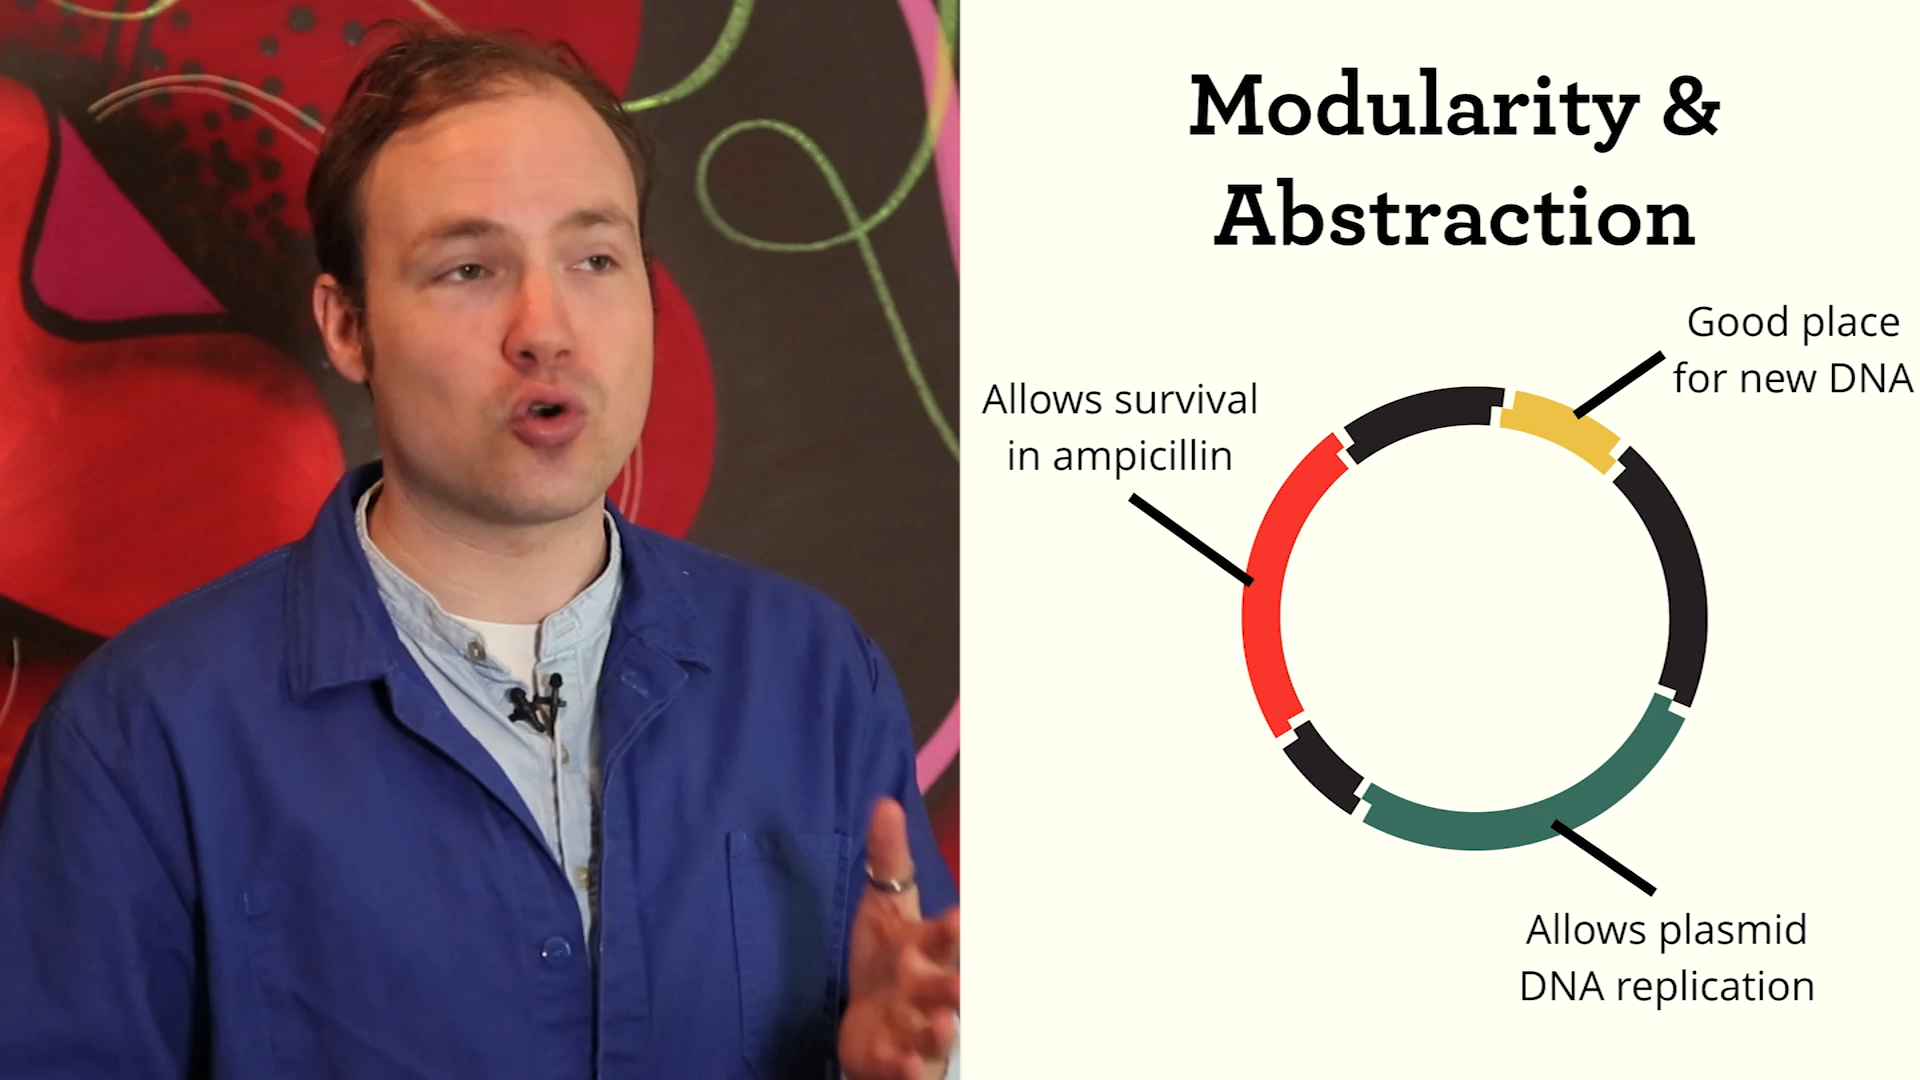 Modularity &
Abstraction
Good place
for new DNA
Allows survival
in ampicillin
Allows plasmid
DNA replication